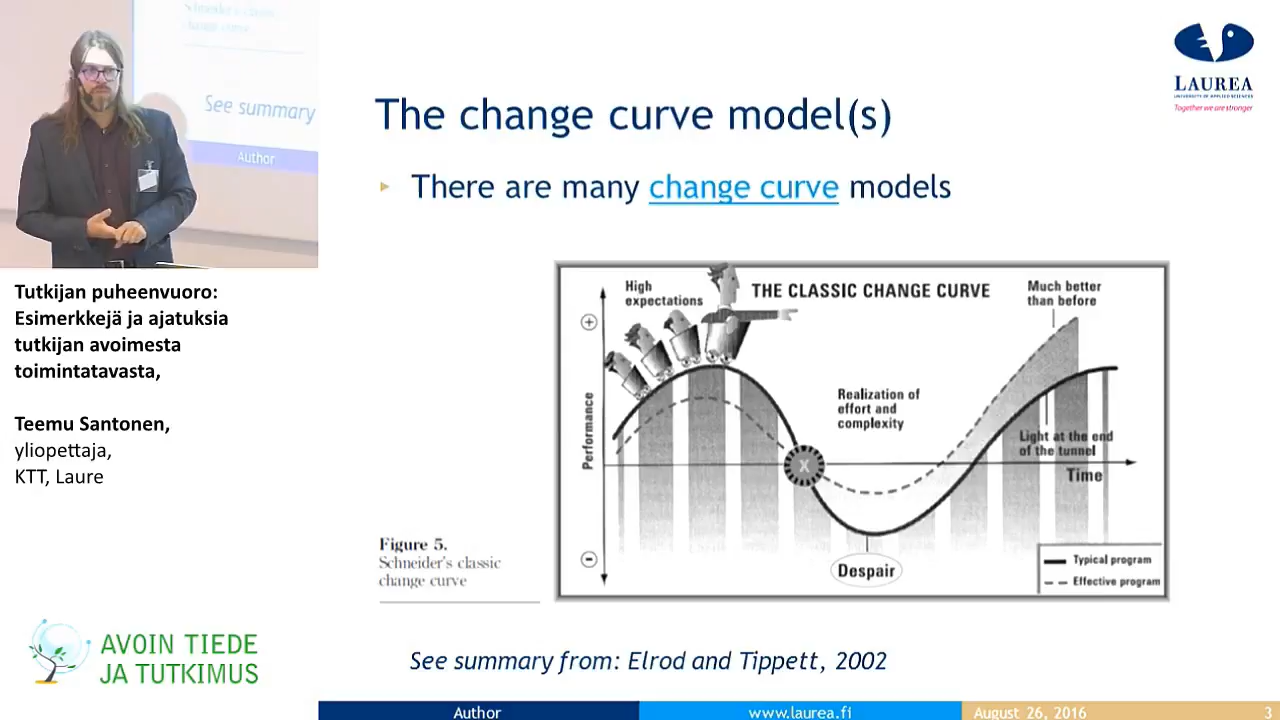 See summary
Author
Tutkijan puheenvuoro:
Esimerkkejä ja ajatuksia
tutkijan avoimesta
toimintatavasta,
Teemu Santonen,
yliopettaja,
KTT, Laure
AVOIN TIEDE
JA TUTKIMUS
LAUREA
UNIVERSITY OF APPLIED SCIENCES
Together we are stronger
The change curve model(s)
There are many change curve models
High
expectations
THE CLASSIC CHANGE CURVE
Much better
than before
Performance
Realization of
effort and
complexity
X
Light at the end
of the tunnel
Time
Despair
Typical program
Effective program
Figure 5.
Schneider's classic
change curve
See summary from: Elrod and Tippett, 2002
Author
www.laurea.fi
August 26, 2016
3